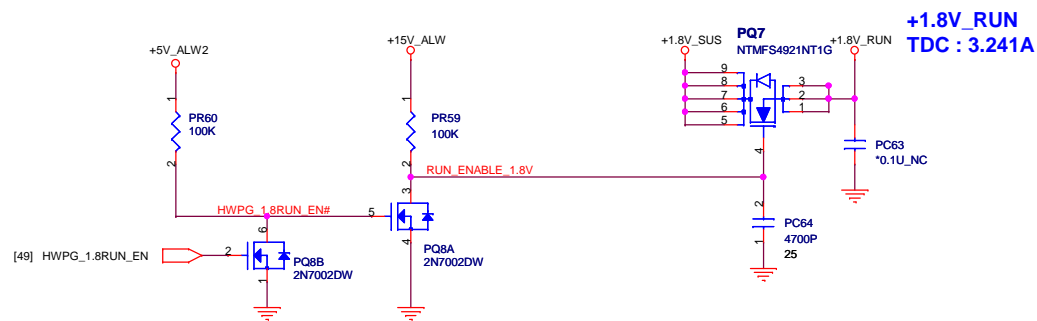 +1.8V_RUN
TDC : 3.241A
+5V_ALW2
+15V_ALW
+1.8V_SUS
PQ7
NTMFS4921NT1G
+1.8V_RUN
9
8
7
6
5
3
2
1
4
1
PR60
100K
2
1
PR59
100K
2
PC63
*0.1U_NC
RUN_ENABLE_1.8V
3
HWPG_1.8RUN_EN#
5
PQ8A
2N7002DW
4
2
PC64
4700P
25
1
6
[49] HWPG_1.8RUN_EN
2
PQ8B
2N7002DW
1